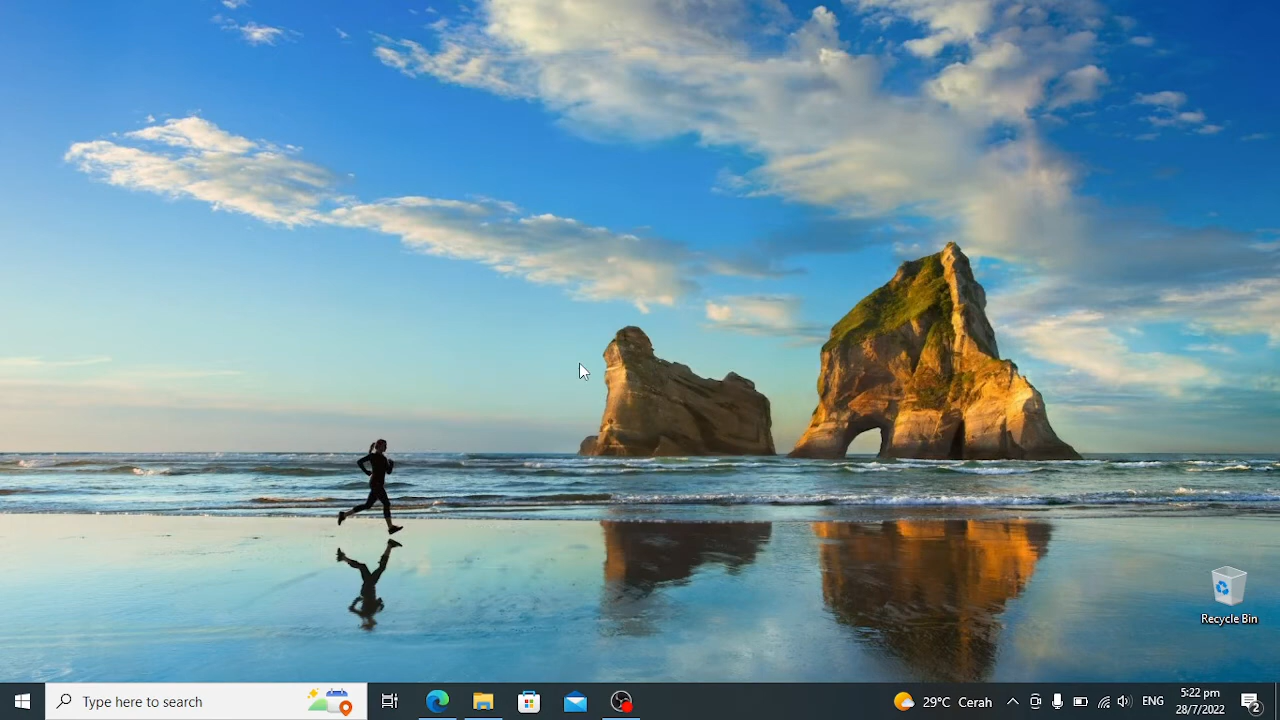 Recycle Bin
Type here to search
29°C Cerah
ENG
5:22 pm
28/7/2022
2